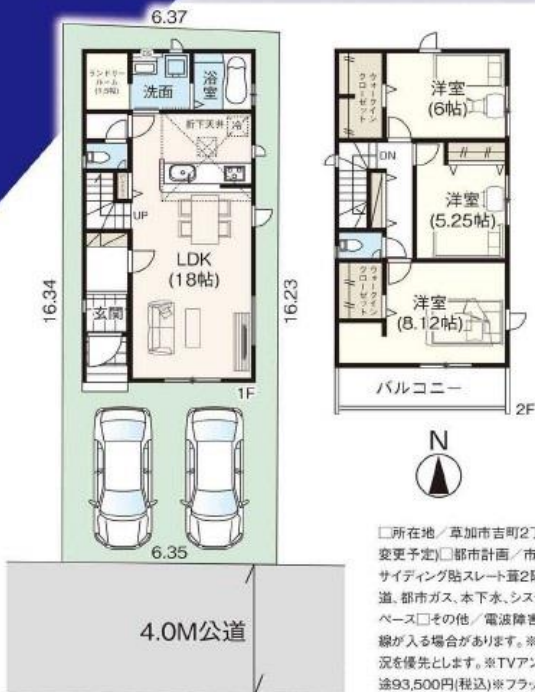 6.37
ランドリー
ルーム
(1.5帖)
洗面
浴室
折下天井
冷
UP
LDK
(18帖)
玄関
16.34
16.23
1F
6.35
4.0M公道
ウォークイン
クローゼット
洋室
(6帖)
DN
洋室
(5.25帖)
ウォークイン
クローゼット
洋室
(8.12帖)
バルコニー
2F
N
□所在地／草加市吉町2丁
変更予定)□都市計画／市
サイディング貼スレート葺2階
道、都市ガス、本下水、シス
ペース□その他／電波障害
線が入る場合があります。※
況を優先とします。※TVアン
途93,500円(税込)※フラッ